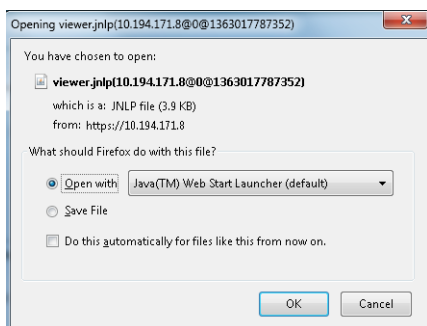 Opening viewer.jnlp(10.194.171.8@0@1363017787352)
You have chosen to open:
viewer.jnlp(10.194.171.8@0@1363017787352)
which is a: JNLP file (3.9 KB)
from: https://10.194.171.8
What should Firefox do with this file?
Open with Java(TM) Web Start Launcher (default)
Save File
Do this automatically for files like this from now on.
OK Cancel